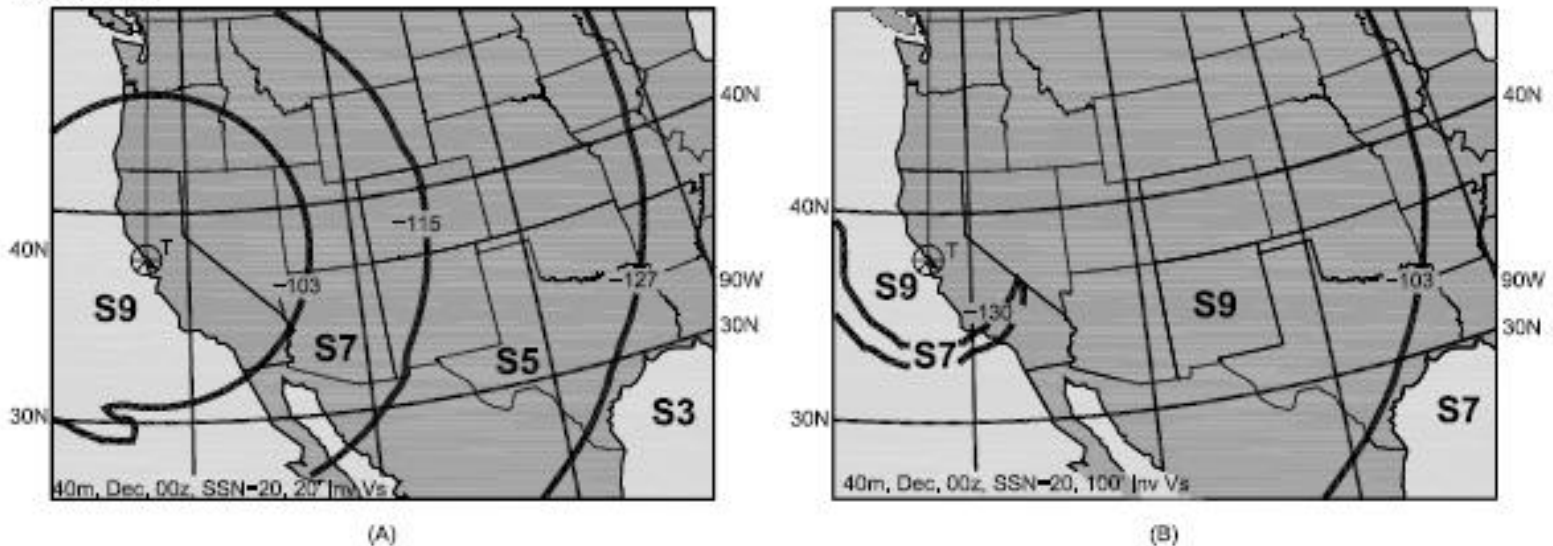 40N
90W
30N
40N
30N
T
−103
−115
−127
S9
S7
S5
S3
40m, Dec, 00z, SSN=20, 20' Inv Vs
(A)
40N
90W
30N
40N
30N
T
−130
−103
S9
S7
S9
S7
40m, Dec, 00z, SSN=20, 100' Inv Vs
(B)